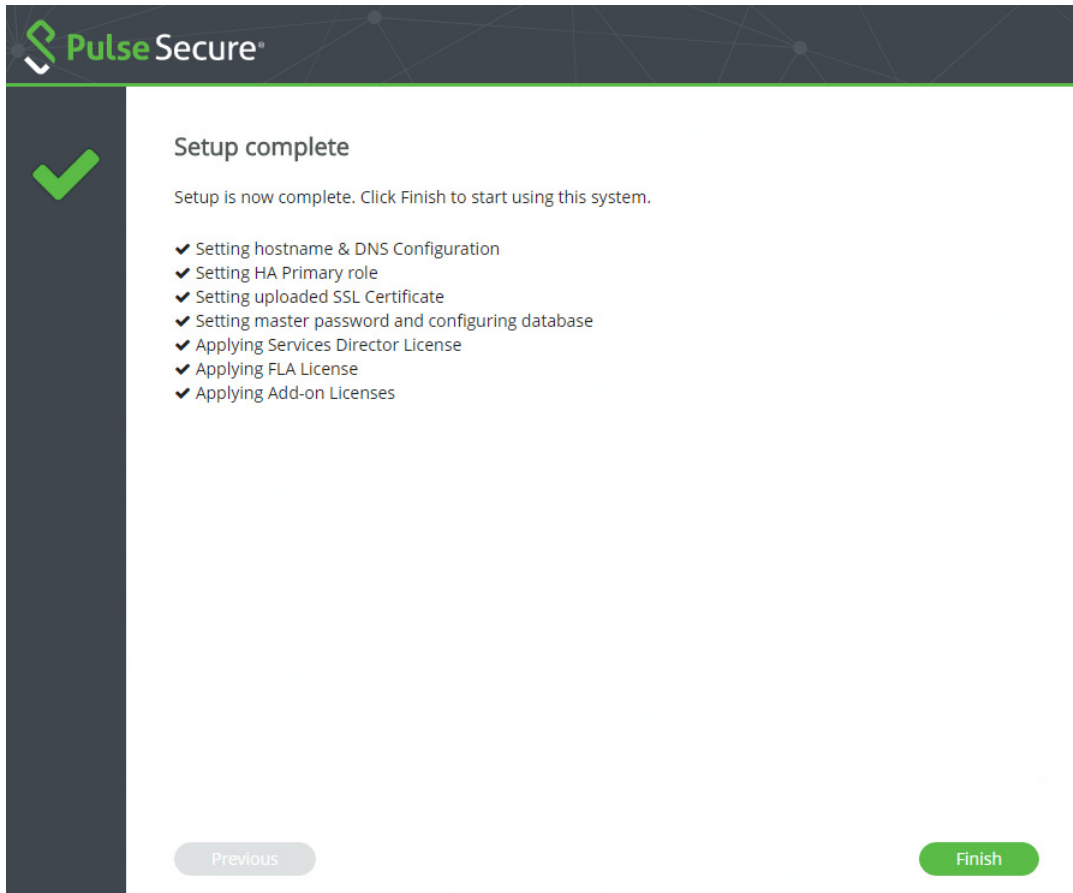 Pulse Secure®
Setup complete
Setup is now complete. Click Finish to start using this system.
✔ Setting hostname & DNS Configuration
✔ Setting HA Primary role
✔ Setting uploaded SSL Certificate
✔ Setting master password and configuring database
✔ Applying Services Director License
✔ Applying FLA License
✔ Applying Add-on Licenses
Previous
Finish